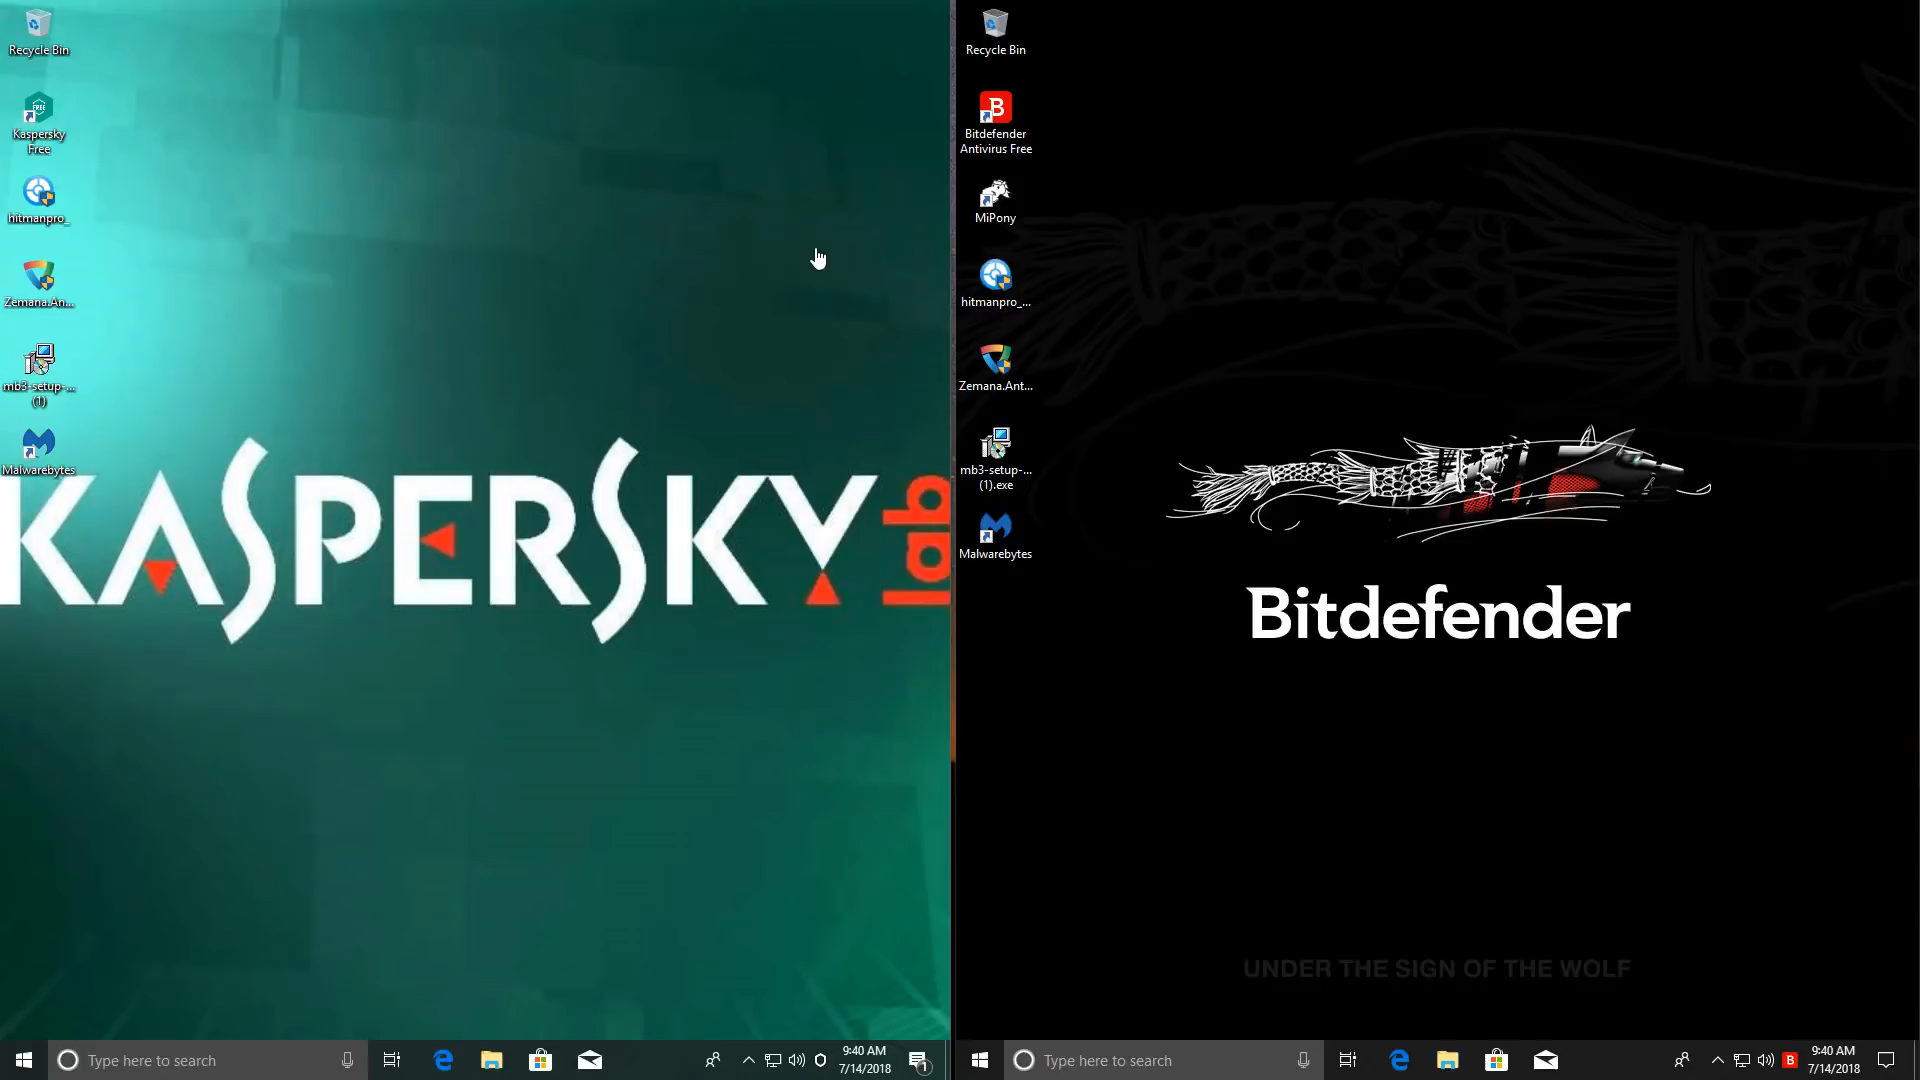 Recycle Bin
Kaspersky
Free
hitmanpro_
Zemana.An...
mb3-setup-...
(1)
Malwarebytes
KASPERSKY lab
Type here to search
9:40 AM
7/14/2018
1
Recycle Bin
B
Bitdefender
Antivirus Free
MiPony
hitmanpro_...
Zemana.Ant...
mb3-setup-...
(1).exe
Malwarebytes
Bitdefender
UNDER THE SIGN OF THE WOLF
Type here to search
B
9:40 AM
7/14/2018